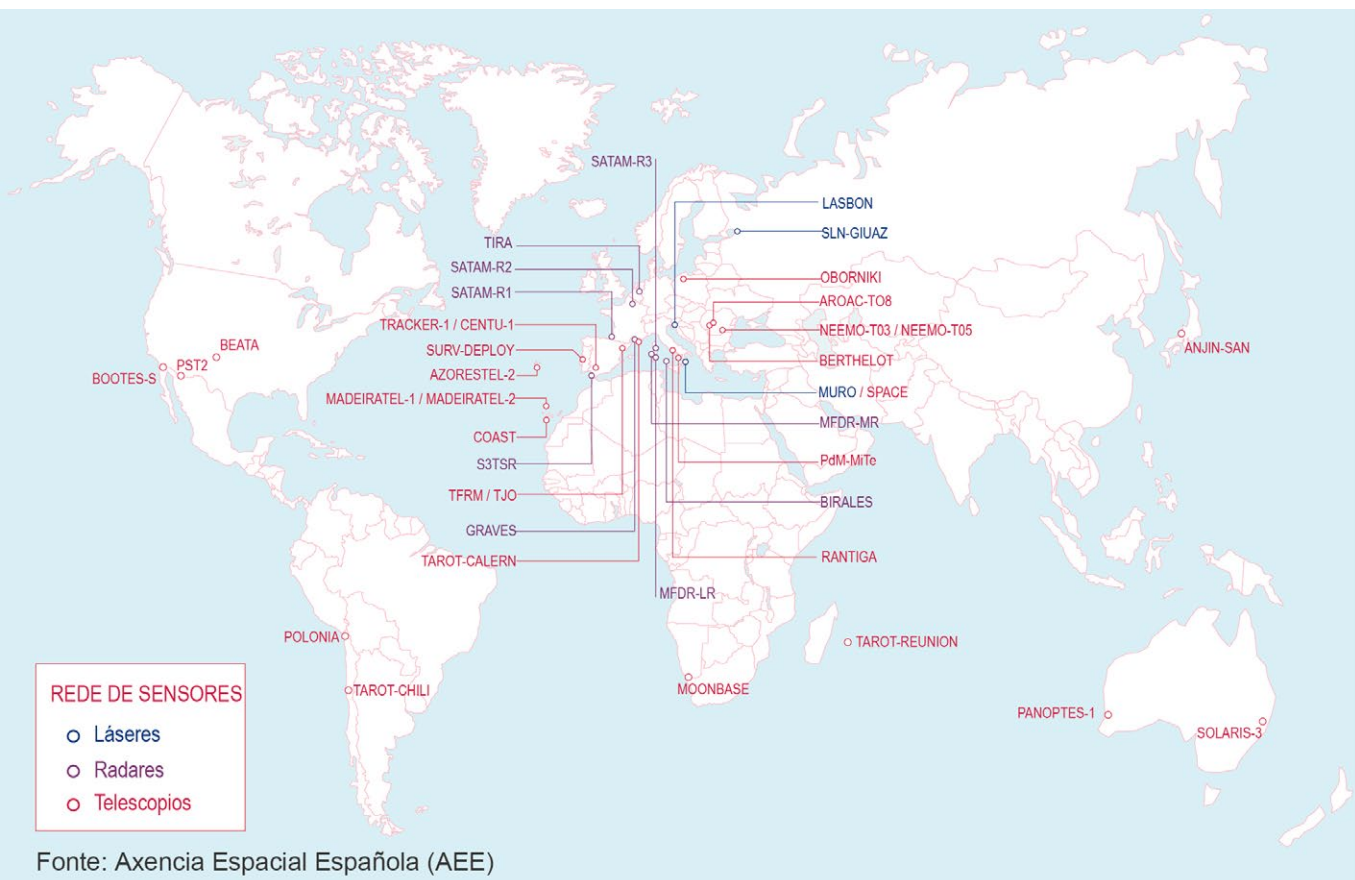 SATAM-R3
LASBON
SLN-GIUAZ
TIRA
SATAM-R2
SATAM-R1
TRACKER-1 / CENTU-1
SURV-DEPLOY
AZORESTEL-2
MADEIRATEL-1 / MADEIRATEL-2
COAST
S3TSR
TFRM / TJO
GRAVES
TAROT-CALERN
OBORNIKI
AROAC-TO8
NEEMO-T03 / NEEMO-T05
BERTHELOT
MURO / SPACE
MFDR-MR
PdM-MiTe
BIRALES
RANTIGA
MFDR-LR
BEATA
PST2
BOOTES-S
ANJIN-SAN
POLONIA
TAROT-CHILI
MOONBASE
TAROT-REUNION
PANOPTES-1
SOLARIS-3
REDE DE SENSORES
Láseres
Radares
Telescopios
Fonte: Axencia Espacial Española (AEE)